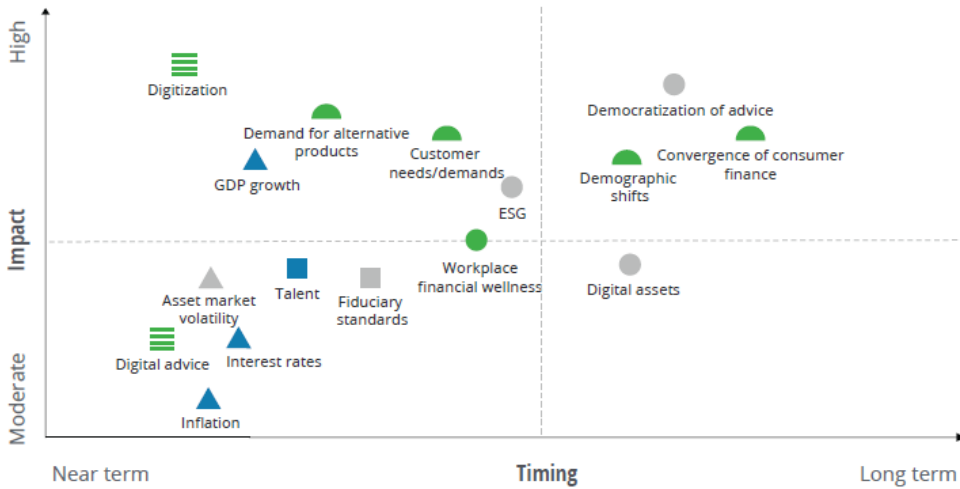 High
Digitization
Democratization of advice
Demand for alternative
products
Customer
needs/demands
Convergence of consumer
finance
GDP growth
Demographic
shifts
ESG
Impact
Workplace
financial wellness
Talent
Asset market
volatility
Fiduciary
standards
Digital assets
Digital advice
Interest rates
Inflation
Moderate
Near term
Timing
Long term